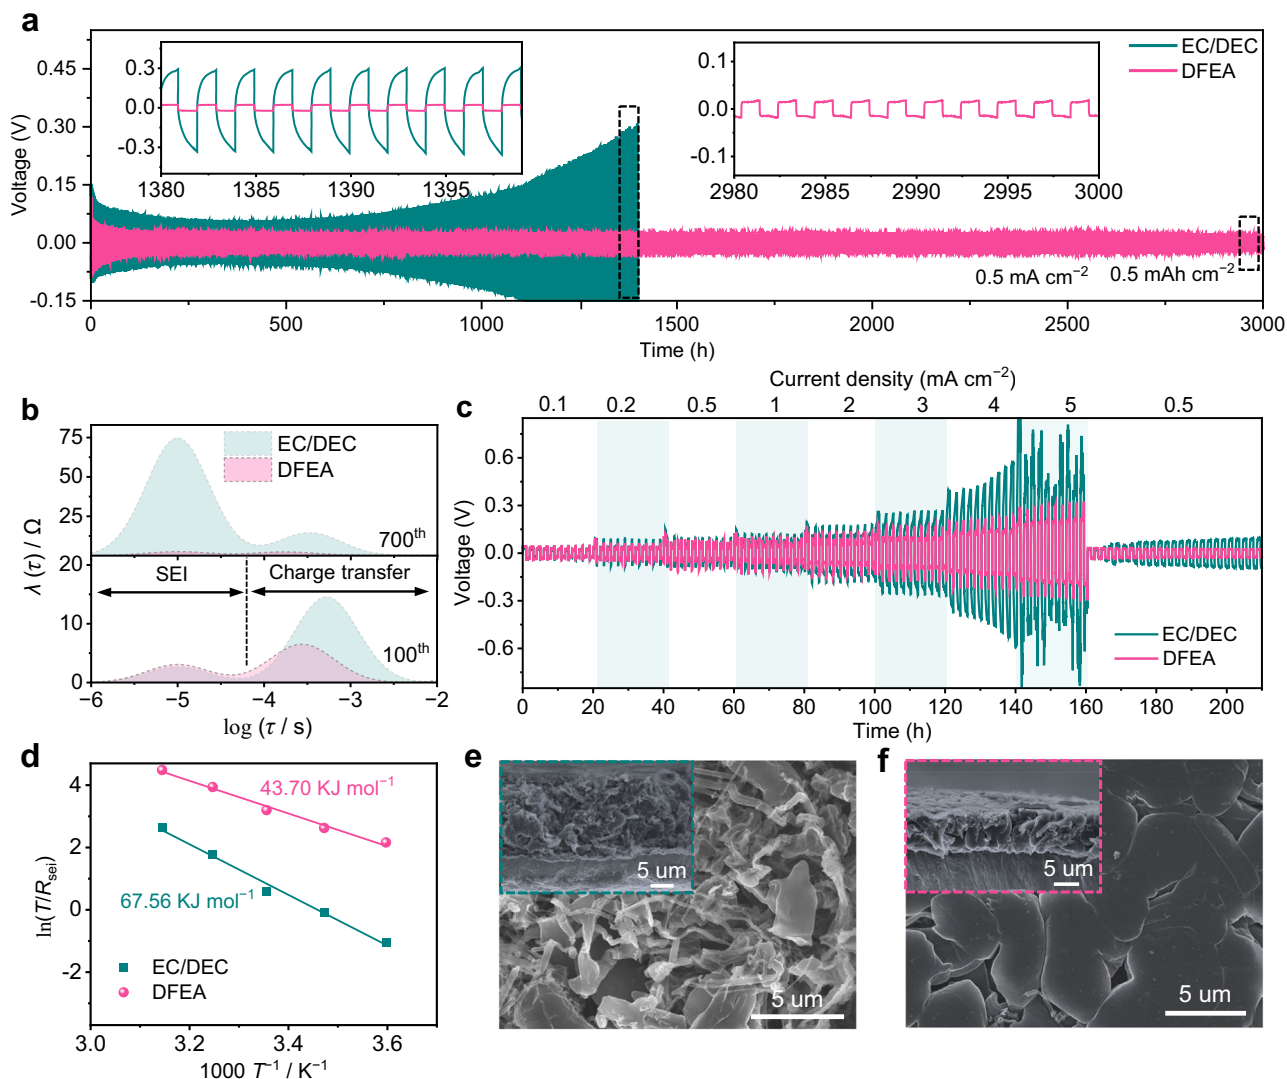 a
EC/DEC
DFEA
0.45
0.30
0.15
0.00
-0.15
Voltage (V)
0.3
0.0
-0.3
1380 1385 1390 1395
0.1
0.0
-0.1
2980 2985 2990 2995 3000
0.5 mA cm−2 0.5 mAh cm−2
0 500 1000 1500 2000 2500 3000
Time (h)
b
75
50
25
20
10
0
λ (τ) / Ω
EC/DEC
DFEA
700th
SEI
Charge transfer
100th
−6 −5 −4 −3 −2
log (τ / s)
c
Current density (mA cm−2)
0.1 0.2 0.5 1 2 3 4 5 0.5
0.6
0.3
0.0
-0.3
-0.6
Voltage (V)
EC/DEC
DFEA
0 20 40 60 80 100 120 140 160 180 200
Time (h)
d
4
2
0
-2
ln(T/Rsei)
43.70 KJ mol−1
67.56 KJ mol−1
EC/DEC
DFEA
3.0 3.2 3.4 3.6
1000 T−1 / K−1
e
5 um
5 um
f
5 um
5 um